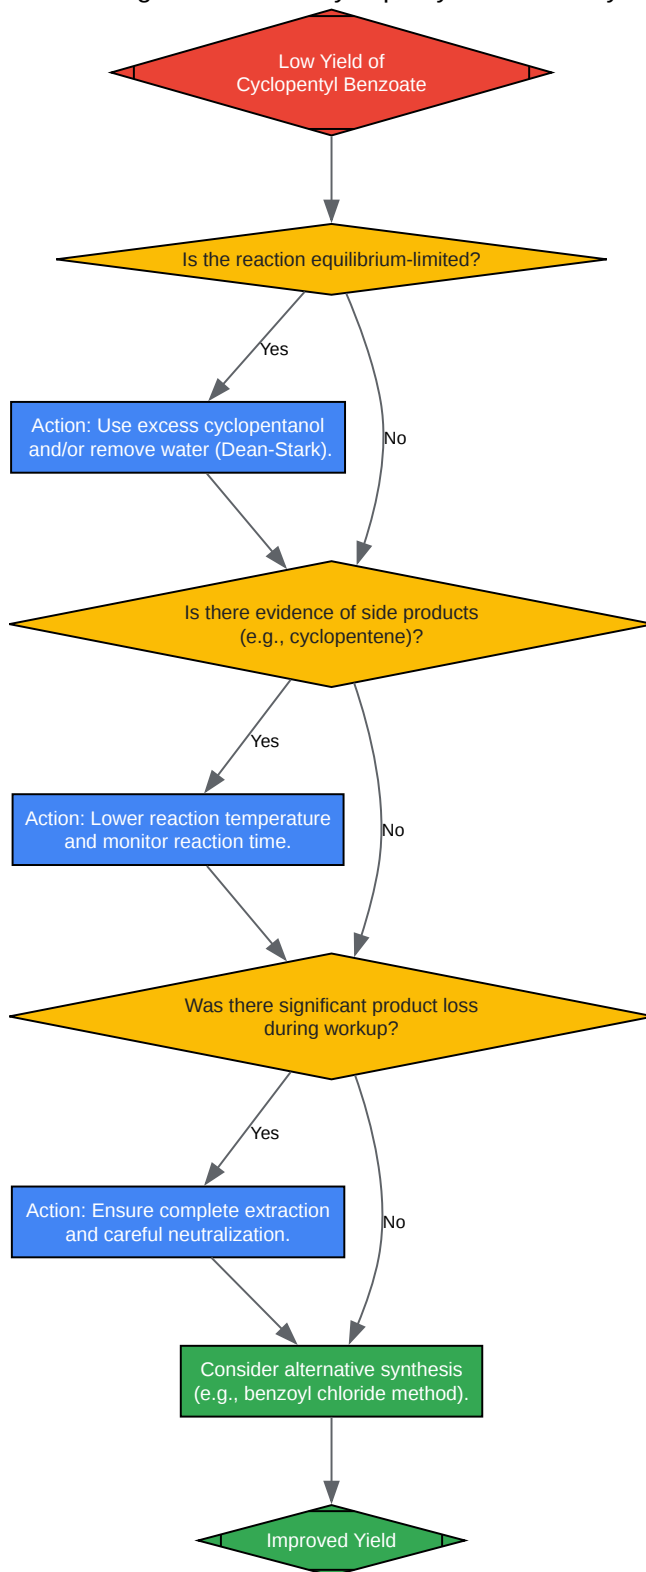 Low Yield of
Cyclopentyl Benzoate
Is the reaction equilibrium-limited?
Yes
Action: Use excess cyclopentanol
and/or remove water (Dean-Stark).
No
Is there evidence of side products
(e.g., cyclopentene)?
Yes
Action: Lower reaction temperature
and monitor reaction time.
No
Was there significant product loss
during workup?
Yes
Action: Ensure complete extraction
and careful neutralization.
No
Consider alternative synthesis
(e.g., benzoyl chloride method).
Improved Yield